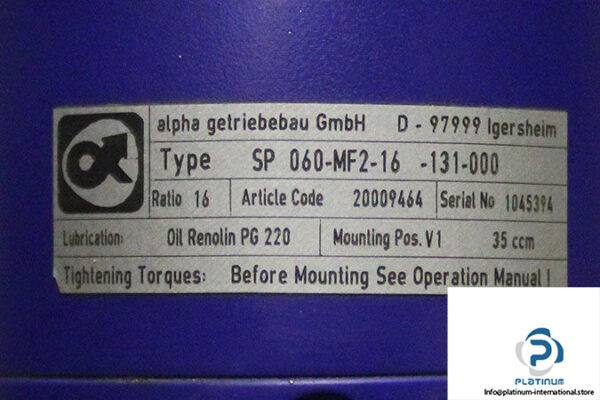 alpha getriebebau GmbH D - 97999 Igersheim
Type SP 060-MF2-16 -131-000
Ratio 16 Article Code 20009464 Serial No 1045394
Lubrication: Oil Renolin PG 220 Mounting Pos. V1 35 ccm
Tightening Torques: Before Mounting See Operation Manual !
PLATINUM
Info@platinum-international.store